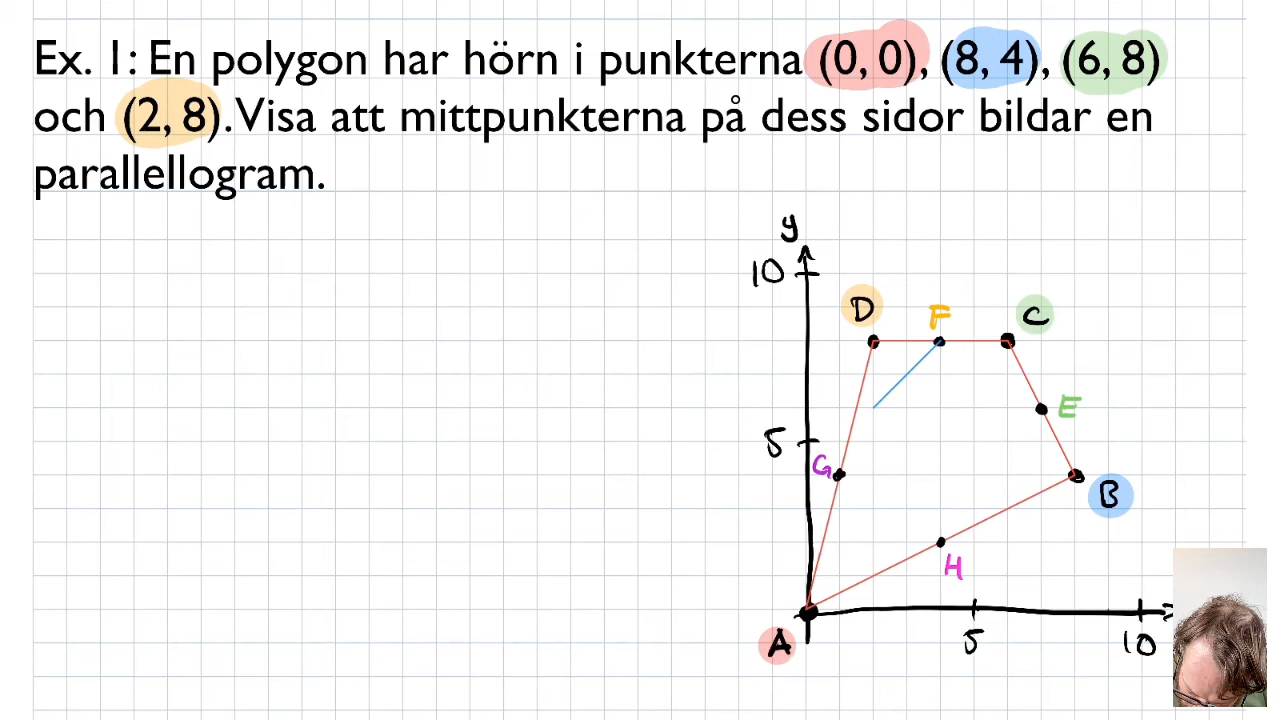 Ex. 1: En polygon har hörn i punkterna (0, 0), (8, 4), (6, 8)
och (2, 8). Visa att mittpunkterna på dess sidor bildar en
parallellogram.
y
10
D F C
E
5
G
B
H
A 5 10